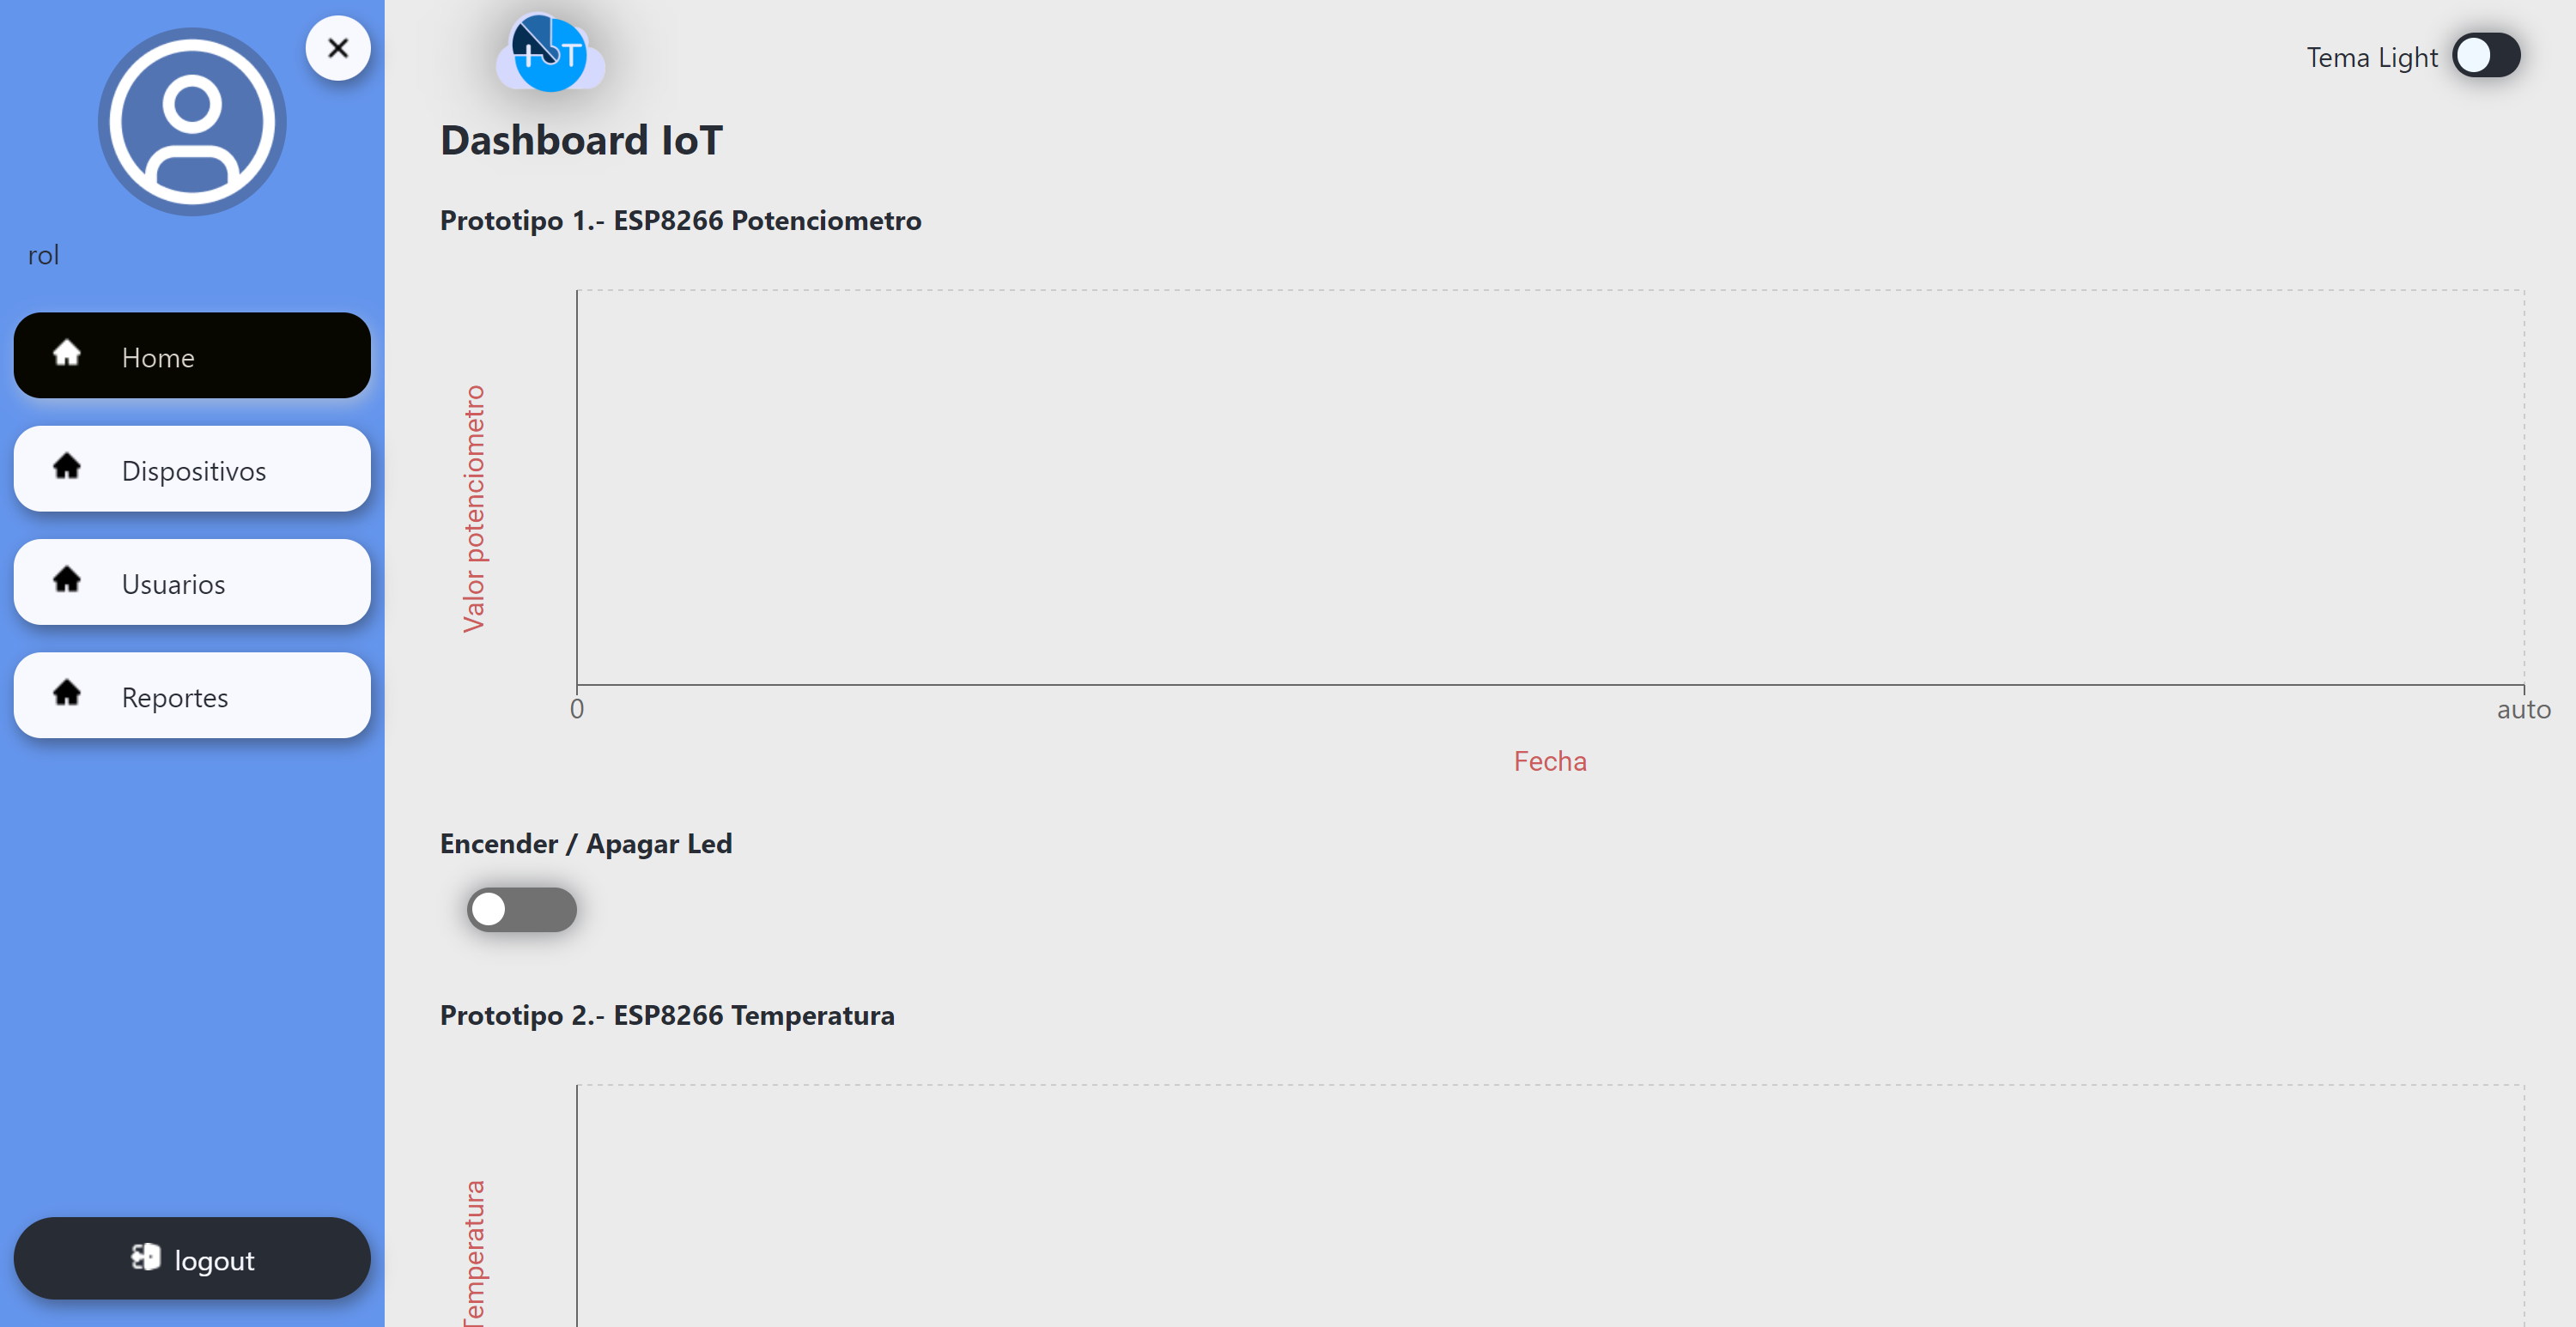 rol
Home
Dispositivos
Usuarios
Reportes
logout
IoT
Tema Light
Dashboard IoT
Prototipo 1.- ESP8266 Potenciometro
Valor potenciometro
0
auto
Fecha
Encender / Apagar Led
Prototipo 2.- ESP8266 Temperatura
Temperatura